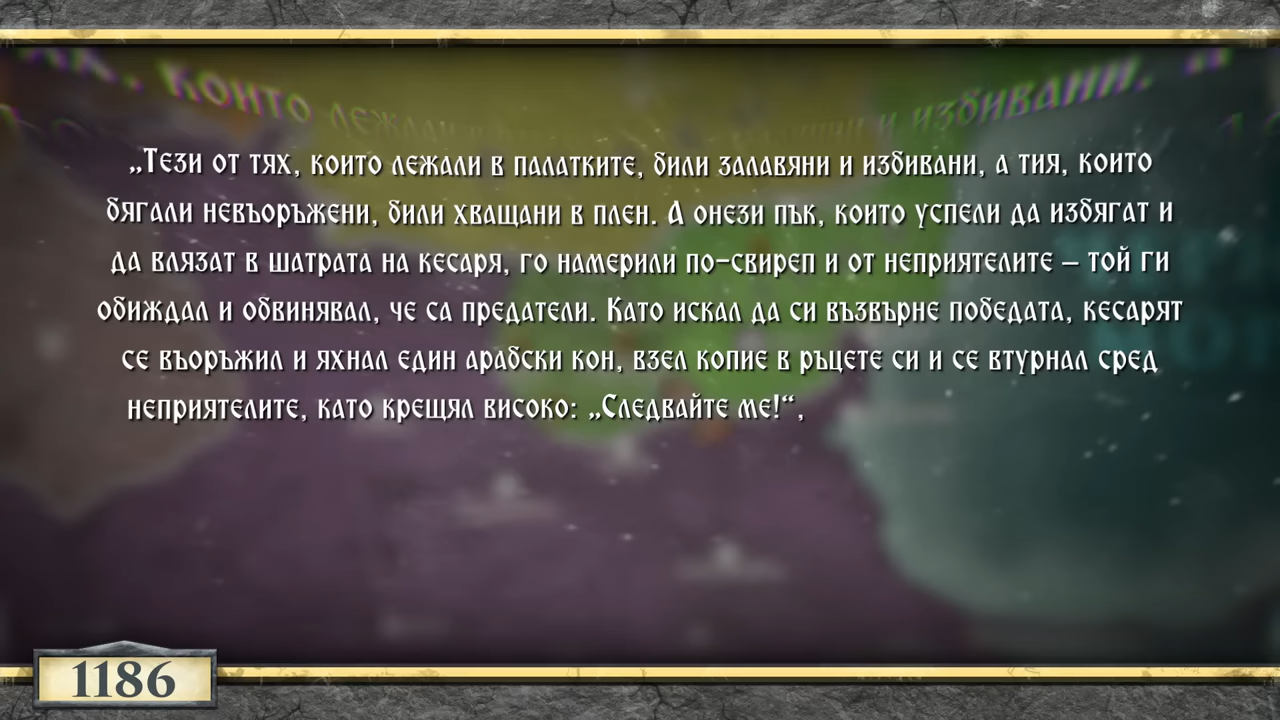 , които лежали в и избивани, а
„Тези от тях, които лежали в палатките, били залавяни и избивани, а тия, които
бягали невъоръжени, били хващани в плен. А онези пък, които успели да избягат и
да влязат в шатрата на кесаря, го намерили по-свиреп и от неприятелите – той ги
обиждал и обвинявал, че са предатели. Като искал да си възвърне победата, кесарят
се въоръжил и яхнал един арабски кон, взел копие в ръцете си и се втурнал сред
неприятелите, като крещял високо: „Следвайте ме!“,
1186